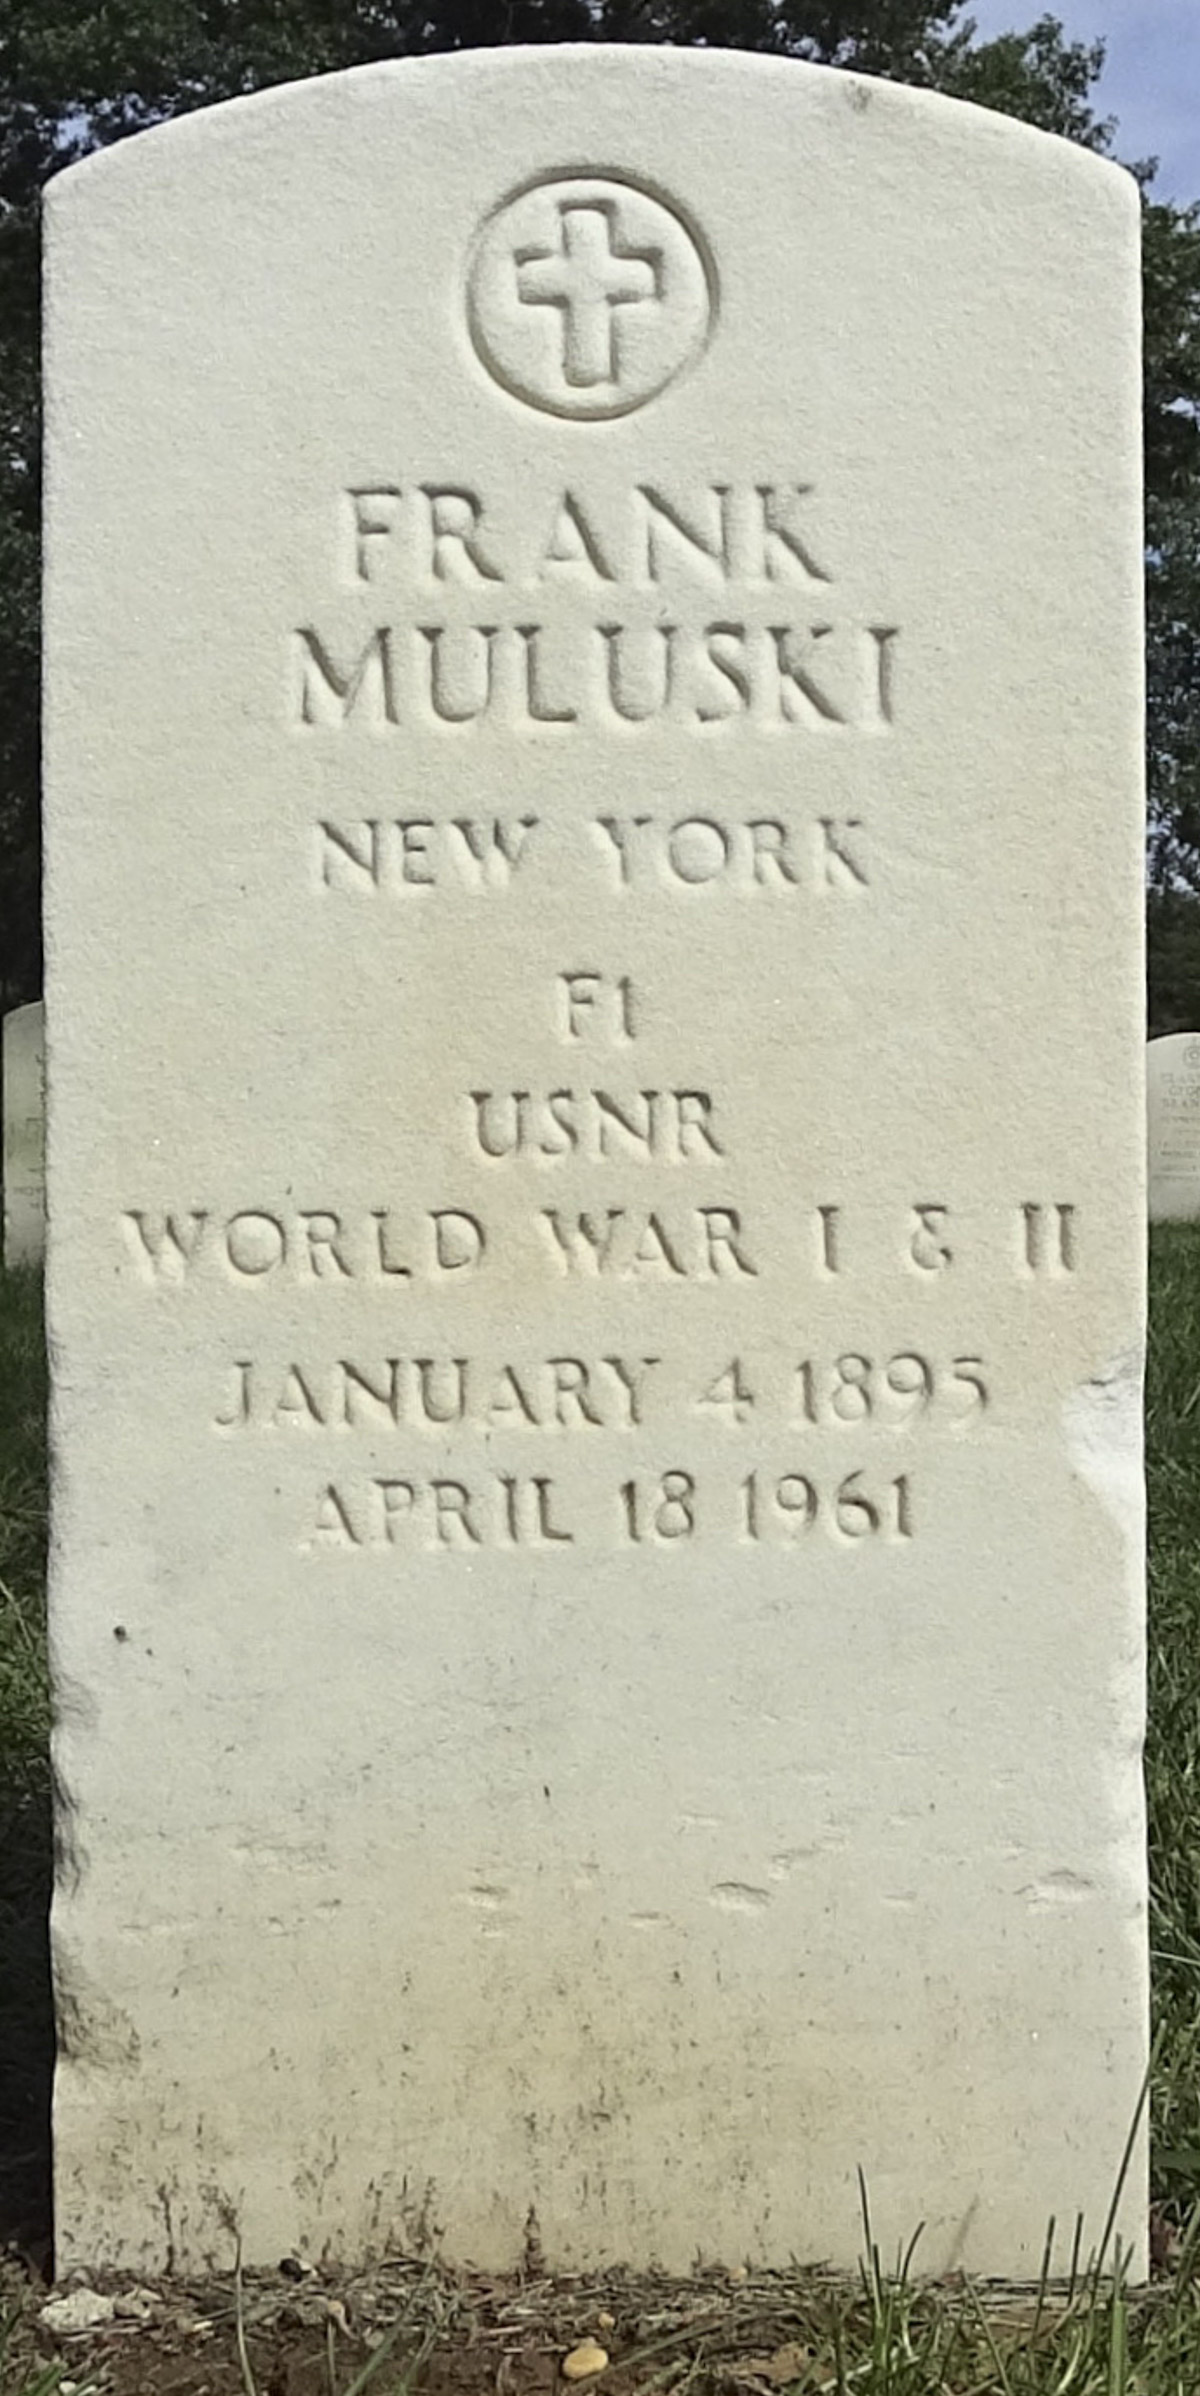 FRANK
MULUSKI
NEW YORK
F1
USNR
WORLD WAR I & II
JANUARY 4 1895
APRIL 18 1961